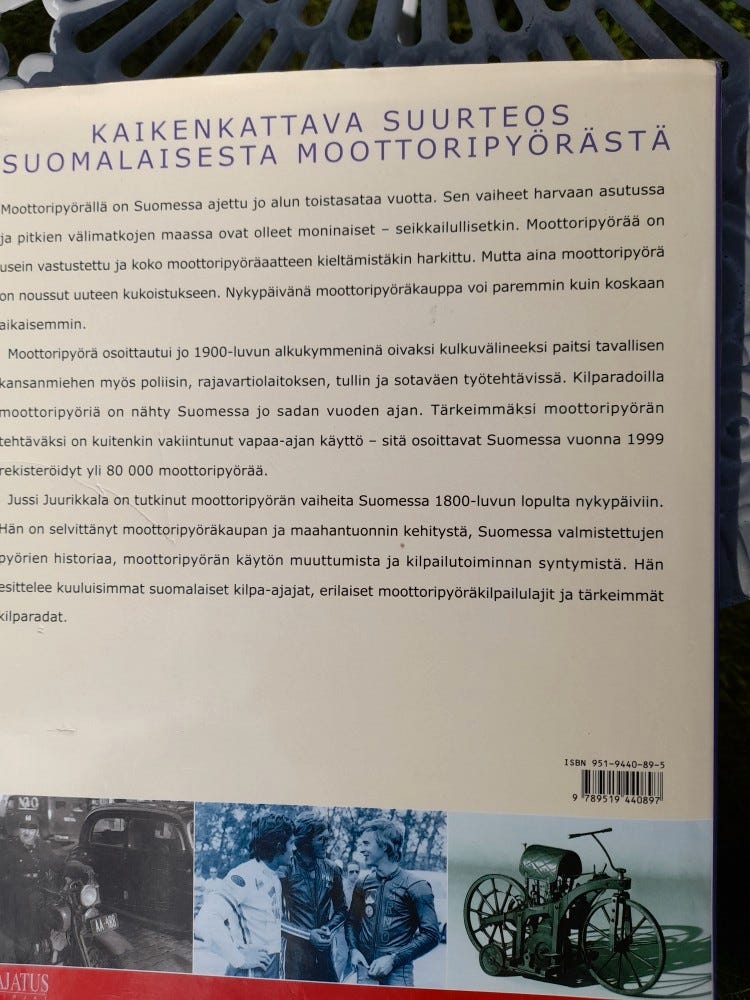 KAIKENKATTAVA SUURTEOS
SUOMALAISESTA MOOTTORIPYÖRÄSTÄ
Moottoripyörällä on Suomessa ajettu jo alun toistasataa vuotta. Sen vaiheet harvaan asutussa
ja pitkien välimatkojen maassa ovat olleet moninaiset – seikkailullisetkin. Moottoripyörää on
usein vastustettu ja koko moottoripyöräaatteen kieltämistäkin harkittu. Mutta aina moottoripyörä
on noussut uuteen kukoistukseen. Nykypäivänä moottoripyöräkauppa voi paremmin kuin koskaan
aikaisemmin.
Moottoripyörä osoittautui jo 1900-luvun alkukymmeninä oivaksi kulkuvälineeksi paitsi tavallisen
kansanmiehen myös poliisin, rajavartiolaitoksen, tullin ja sotaväen työtehtävissä. Kilparadoilla
moottoripyöriä on nähty Suomessa jo sadan vuoden ajan. Tärkeimmäksi moottoripyörän
tehtäväksi on kuitenkin vakiintunut vapaa-ajan käyttö – sitä osoittavat Suomessa vuonna 1999
rekisteröidyt yli 80 000 moottoripyörää.
Jussi Juurikkala on tutkinut moottoripyörän vaiheita Suomessa 1800-luvun lopulta nykypäiviin.
Hän on selvittänyt moottoripyöräkaupan ja maahantuonnin kehitystä, Suomessa valmistettujen
pyörien historiaa, moottoripyörän käytön muuttumista ja kilpailutoiminnan syntymistä. Hän
esittelee kuuluisimmat suomalaiset kilpa-ajajat, erilaiset moottoripyöräkilpailulajit ja tärkeimmät
kilparadat.
ISBN 951-9440-89-5
9 789519 440897
AJATUS